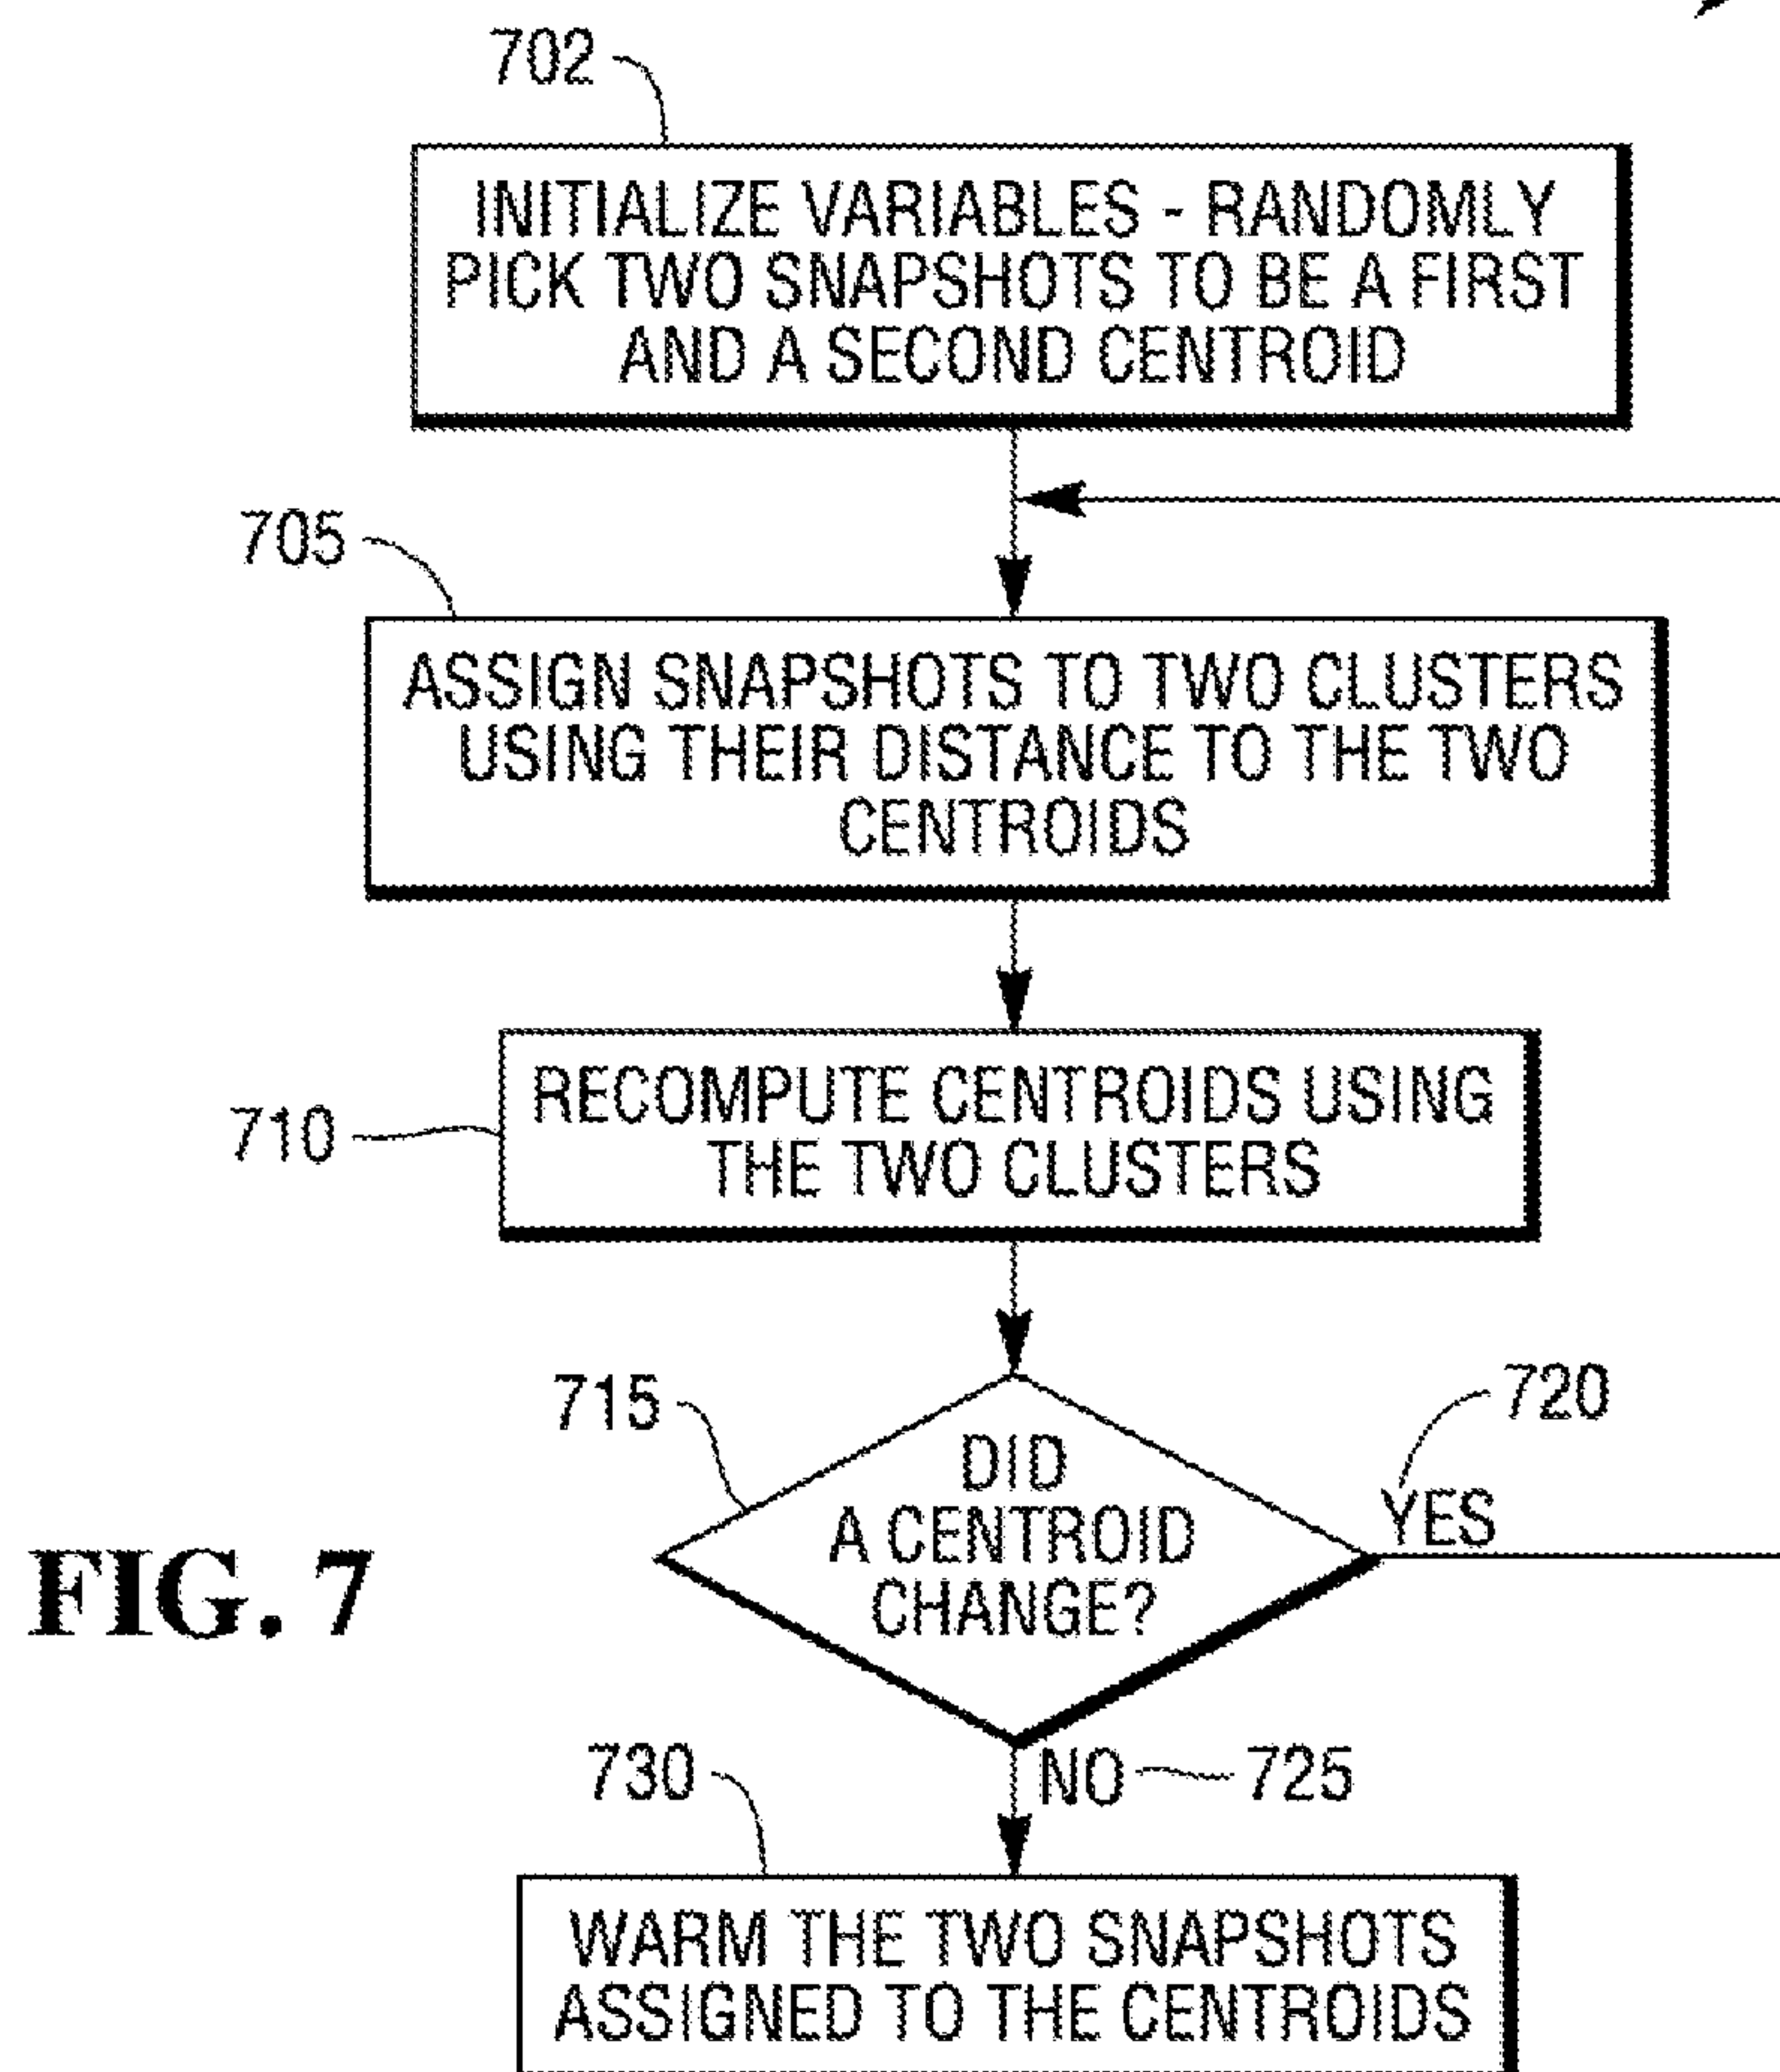 702
INITIALIZE VARIABLES - RANDOMLY
PICK TWO SNAPSHOTS TO BE A FIRST
AND A SECOND CENTROID
705
ASSIGN SNAPSHOTS TO TWO CLUSTERS
USING THEIR DISTANCE TO THE TWO
CENTROIDS
710
RECOMPUTE CENTROIDS USING
THE TWO CLUSTERS
715
DID
A CENTROID
CHANGE?
720
YES
FIG. 7
NO
725
730
WARM THE TWO SNAPSHOTS
ASSIGNED TO THE CENTROIDS